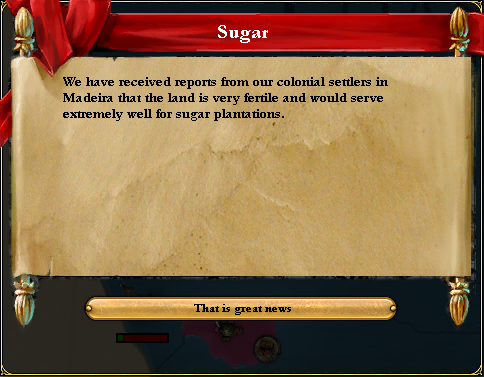 Sugar
We have received reports from our colonial settlers in
Madeira that the land is very fertile and would serve
extremely well for sugar plantations.
That is great news